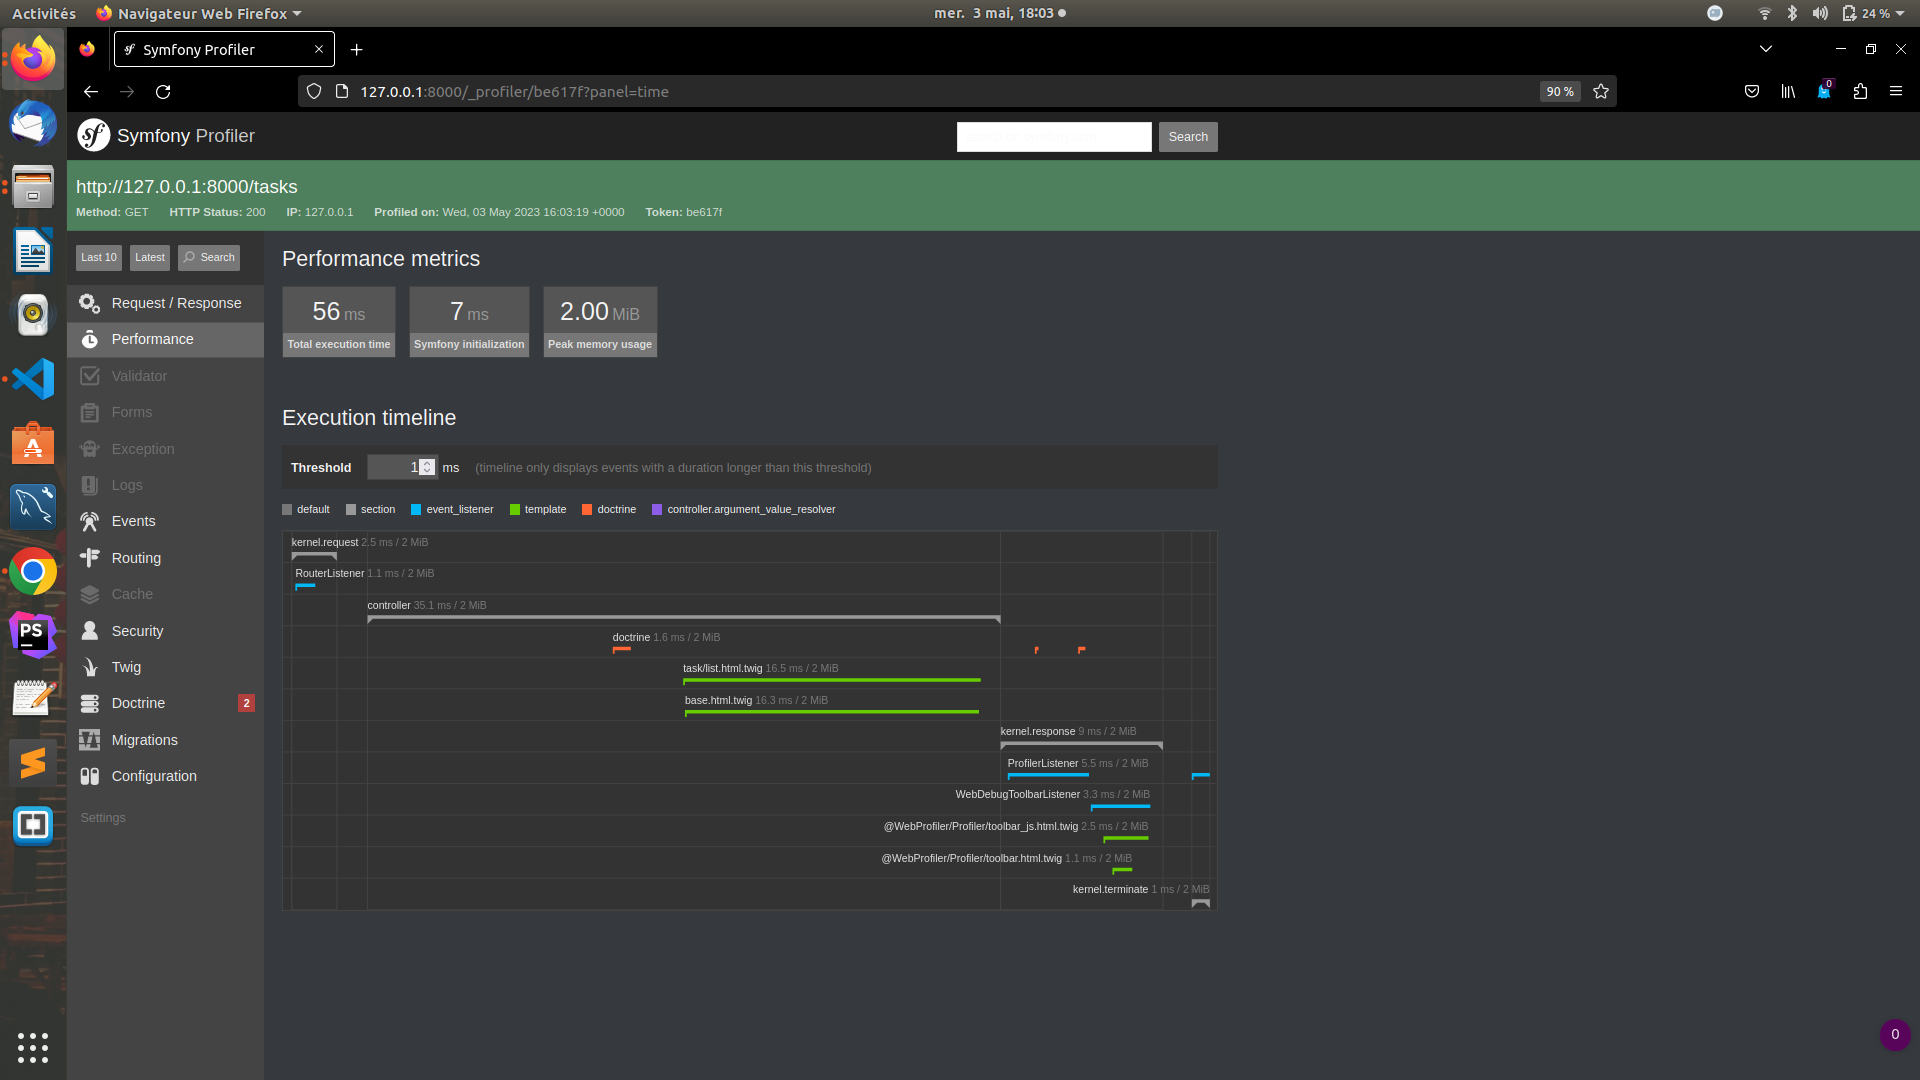 Activités Navigateur Web Firefox mer. 3 mai, 18:03 24 %
Symfony Profiler
127.0.0.1:8000/_profiler/be617f?panel=time 90 % 0
Symfony Profiler Search
http://127.0.0.1:8000/tasks
Method: GET HTTP Status: 200 IP: 127.0.0.1 Profiled on: Wed, 03 May 2023 16:03:19 +0000 Token: be617f
Last 10 Latest Search
Request / Response
Performance
Validator
Forms
Exception
Logs
Events
Routing
Cache
Security
Twig
Doctrine 2
Migrations
Configuration
Settings
Performance metrics
56 ms 7 ms 2.00 MiB
Total execution time Symfony initialization Peak memory usage
Execution timeline
Threshold 1 ms (timeline only displays events with a duration longer than this threshold)
default section event_listener template doctrine controller.argument_value_resolver
kernel.request 2.5 ms / 2 MiB
RouterListener 1.1 ms / 2 MiB
controller 35.1 ms / 2 MiB
doctrine 1.6 ms / 2 MiB
task/list.html.twig 16.5 ms / 2 MiB
base.html.twig 16.3 ms / 2 MiB
kernel.response 9 ms / 2 MiB
ProfilerListener 5.5 ms / 2 MiB
WebDebugToolbarListener 3.3 ms / 2 MiB
@WebProfiler/Profiler/toolbar_js.html.twig 2.5 ms / 2 MiB
@WebProfiler/Profiler/toolbar.html.twig 1.1 ms / 2 MiB
kernel.terminate 1 ms / 2 MiB
PS
0